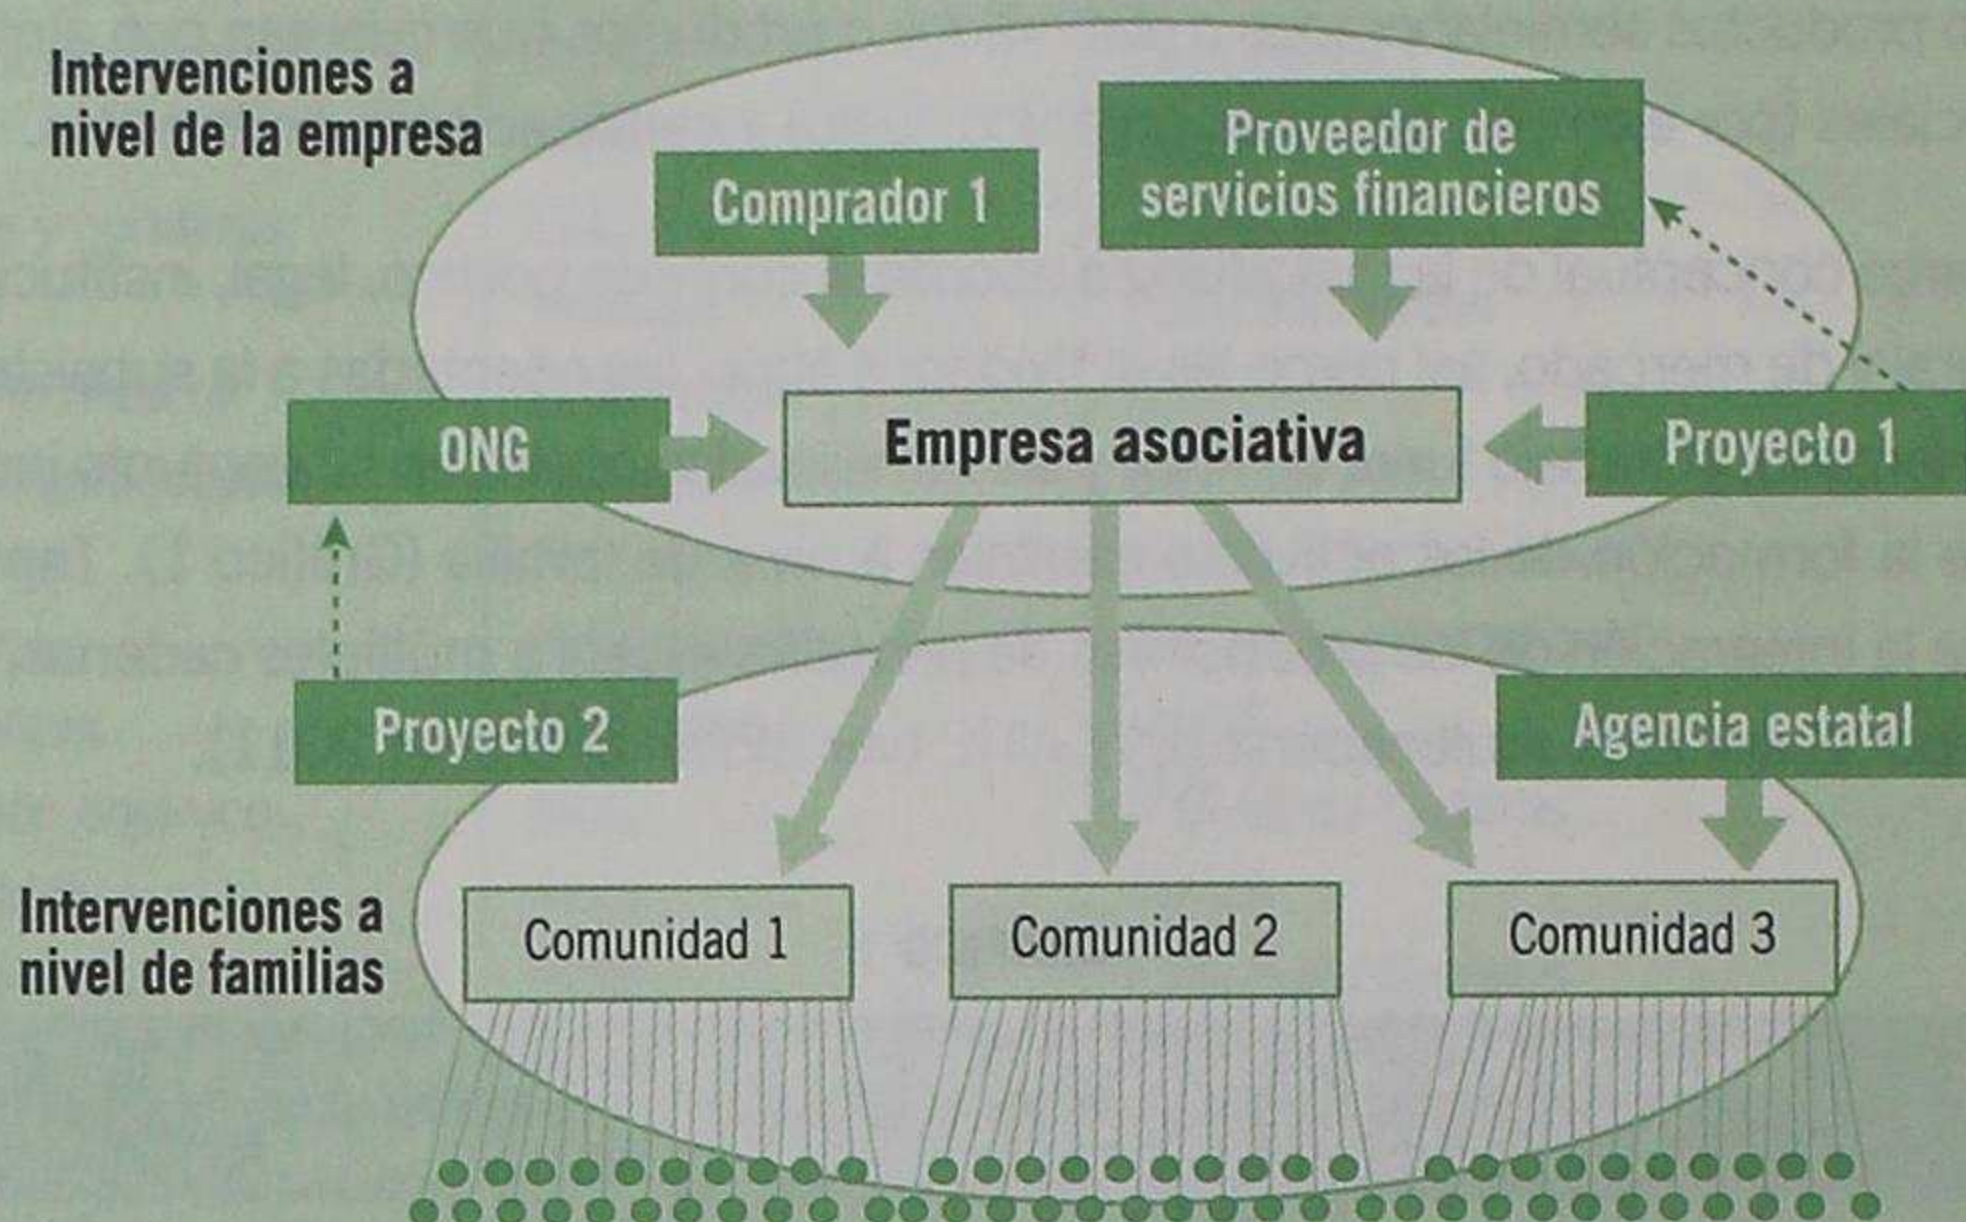 Intervenciones a
nivel de la empresa
Comprador 1
Proveedor de
servicios financieros
ONG
Empresa asociativa
Proyecto 1
Proyecto 2
Agencia estatal
Intervenciones a
nivel de familias
Comunidad 1
Comunidad 2
Comunidad 3